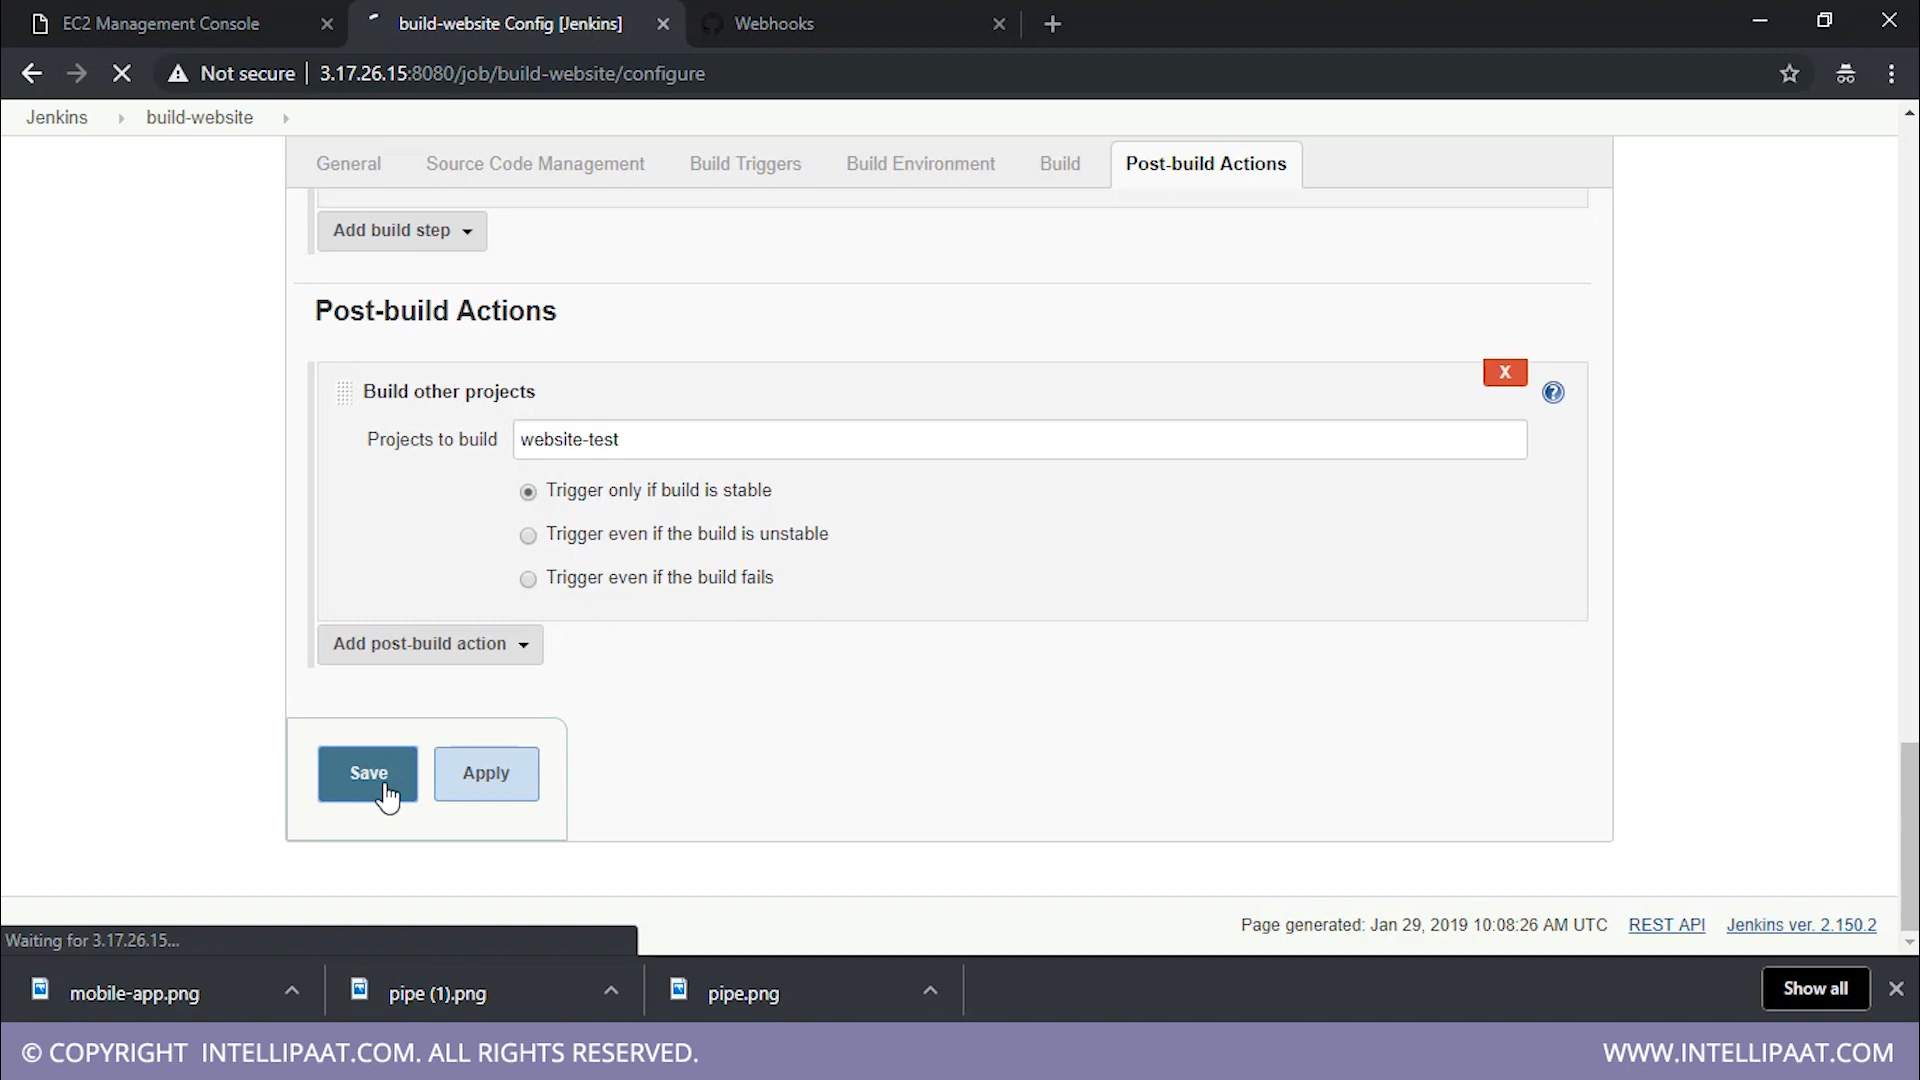 EC2 Management Console
build-website Config [Jenkins]
Webhooks
Not secure
3.17.26.15:8080/job/build-website/configure
Jenkins
build-website
General
Source Code Management
Build Triggers
Build Environment
Build
Post-build Actions
Add build step
Post-build Actions
X
Build other projects
Projects to build
website-test
Trigger only if build is stable
Trigger even if the build is unstable
Trigger even if the build fails
Add post-build action
Save
Apply
Page generated: Jan 29, 2019 10:08:26 AM UTC
REST API
Jenkins ver. 2.150.2
Waiting for 3.17.26.15...
mobile-app.png
pipe (1).png
pipe.png
Show all
© COPYRIGHT INTELLIPAAT.COM. ALL RIGHTS RESERVED.
WWW.INTELLIPAAT.COM